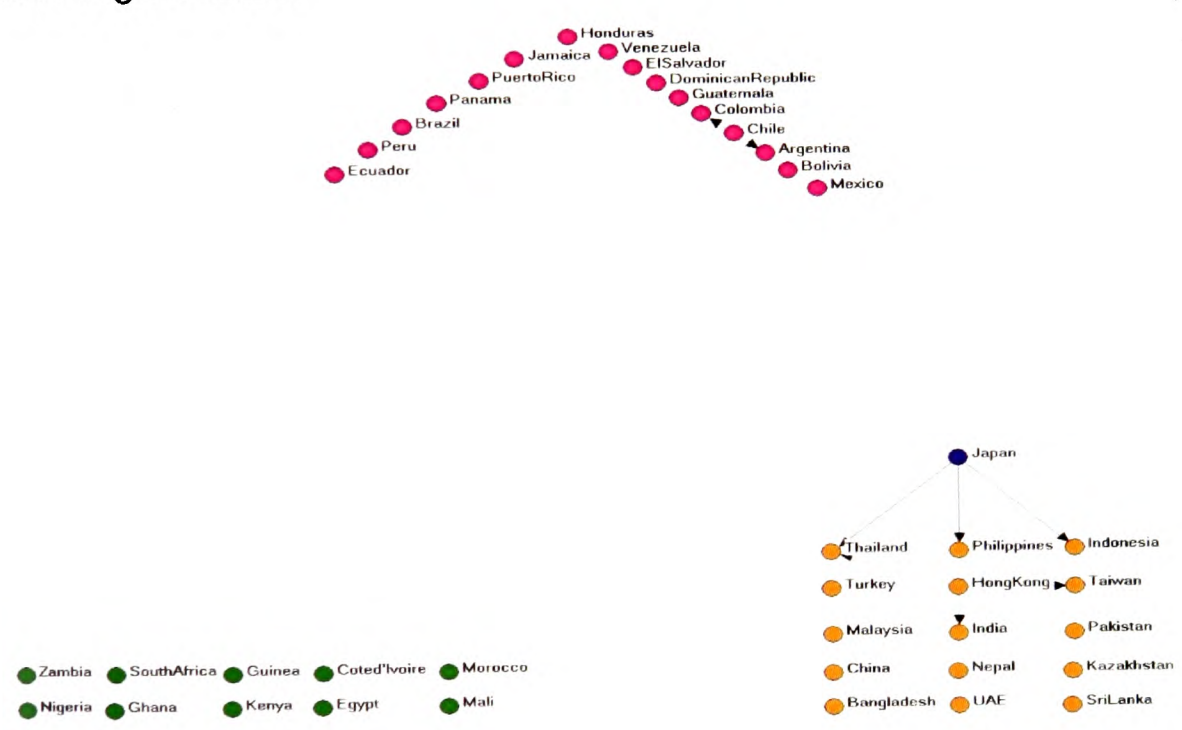 Honduras
Jamaica
Venezuela
ElSalvador
PuertoRico
DominicanRepublic
Panama
Guatemala
Colombia
Brazil
Chile
Peru
Argentina
Ecuador
Bolivia
Mexico
Japan
Thailand Philippines Indonesia
Turkey HongKong Taiwan
Malaysia India Pakistan
China Nepal Kazakhstan
Bangladesh UAE SriLanka
Zambia SouthAfrica Guinea Coted'Ivoire Morocco
Nigeria Ghana Kenya Egypt Mali